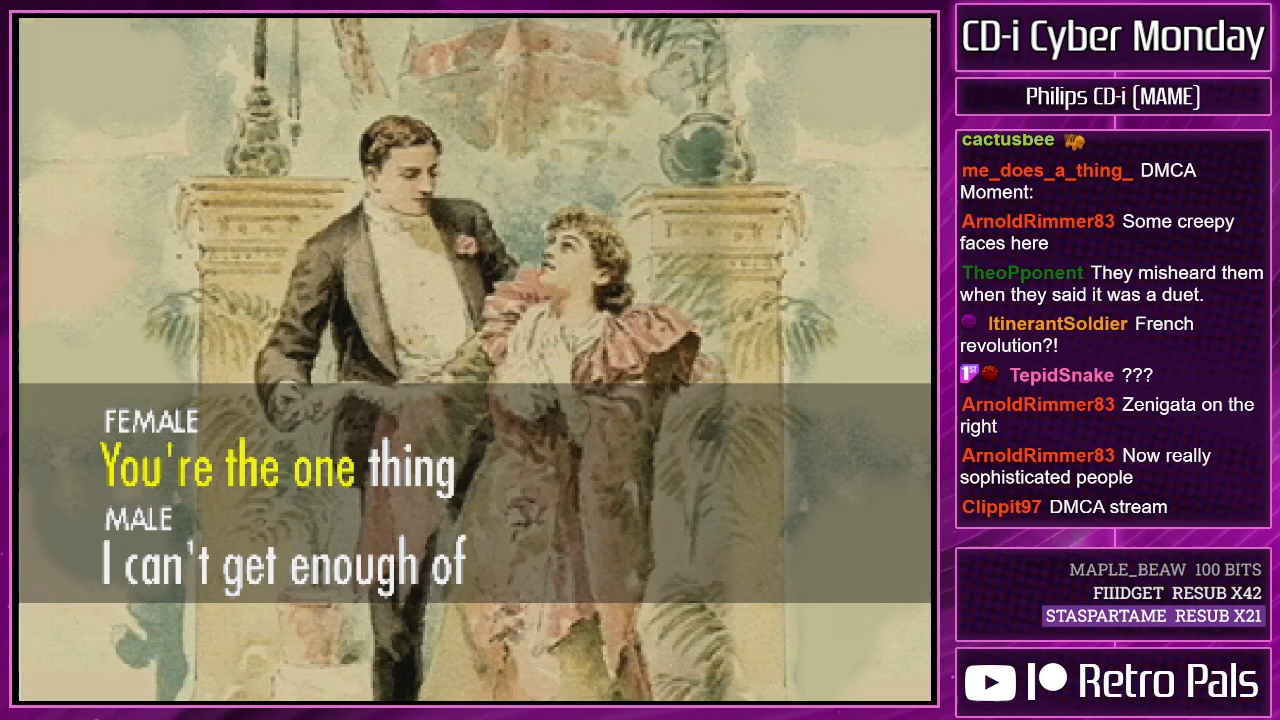 FEMALE
You're the one thing
MALE
I can't get enough of
CD-i Cyber Monday
Philips CD-i (MAME)
cactusbee
me_does_a_thing_ DMCA
Moment:
ArnoldRimmer83 Some creepy
faces here
TheoPponent They misheard them
when they said it was a duet.
ItinerantSoldier French
revolution?!
1ST TepidSnake ???
ArnoldRimmer83 Zenigata on the
right
ArnoldRimmer83 Now really
sophisticated people
Clippit97 DMCA stream
MAPLE_BEAW 100 BITS
FIIIDGET RESUB X42
STASPARTAME RESUB X21
Retro Pals